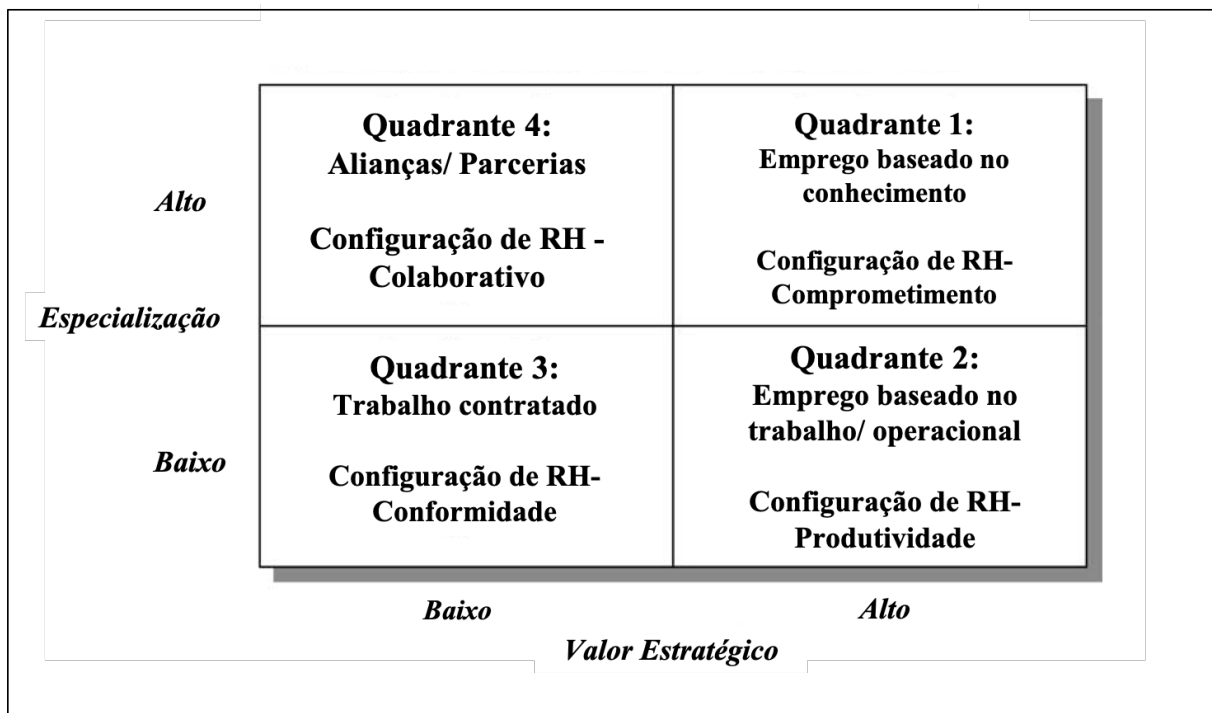 Quadrante 4:
Alianças/ Parcerias
Configuração de RH -
Colaborativo
Quadrante 1:
Emprego baseado no
conhecimento
Configuração de RH-
Comprometimento
Alto
Especialização
Baixo
Quadrante 3:
Trabalho contratado
Configuração de RH-
Conformidade
Quadrante 2:
Emprego baseado no
trabalho/ operacional
Configuração de RH-
Produtividade
Baixo
Alto
Valor Estratégico